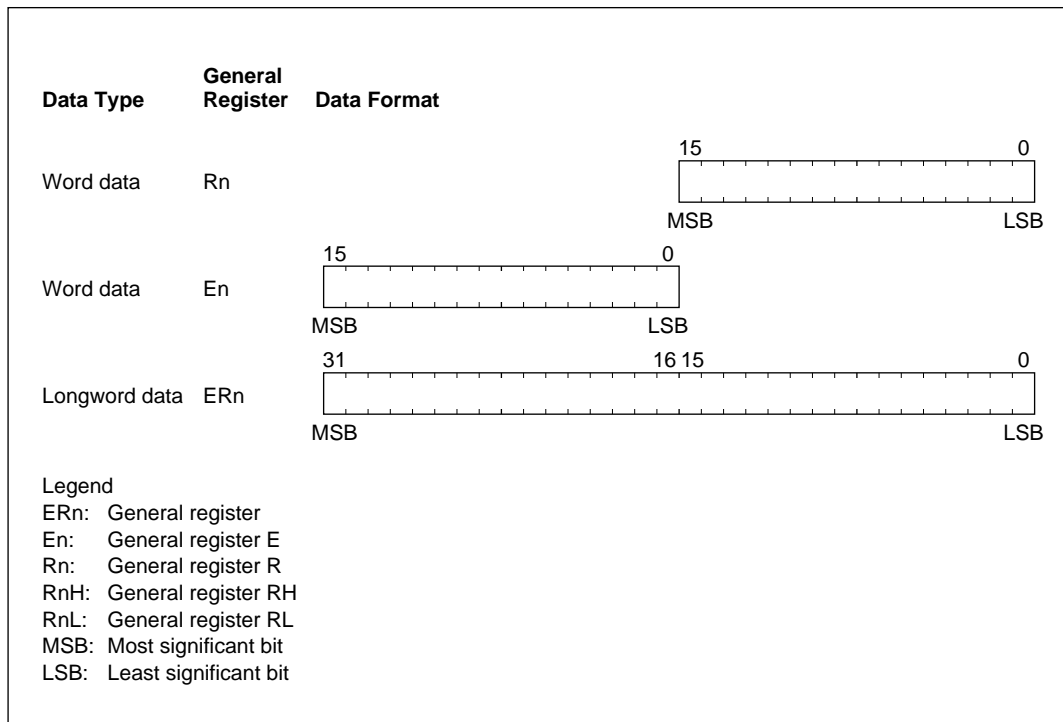 General
Data Type Register Data Format
15 0
Word data Rn
MSB LSB
15 0
Word data En
MSB LSB
31 16 15 0
Longword data ERn
MSB LSB
Legend
ERn: General register
En: General register E
Rn: General register R
RnH: General register RH
RnL: General register RL
MSB: Most significant bit
LSB: Least significant bit